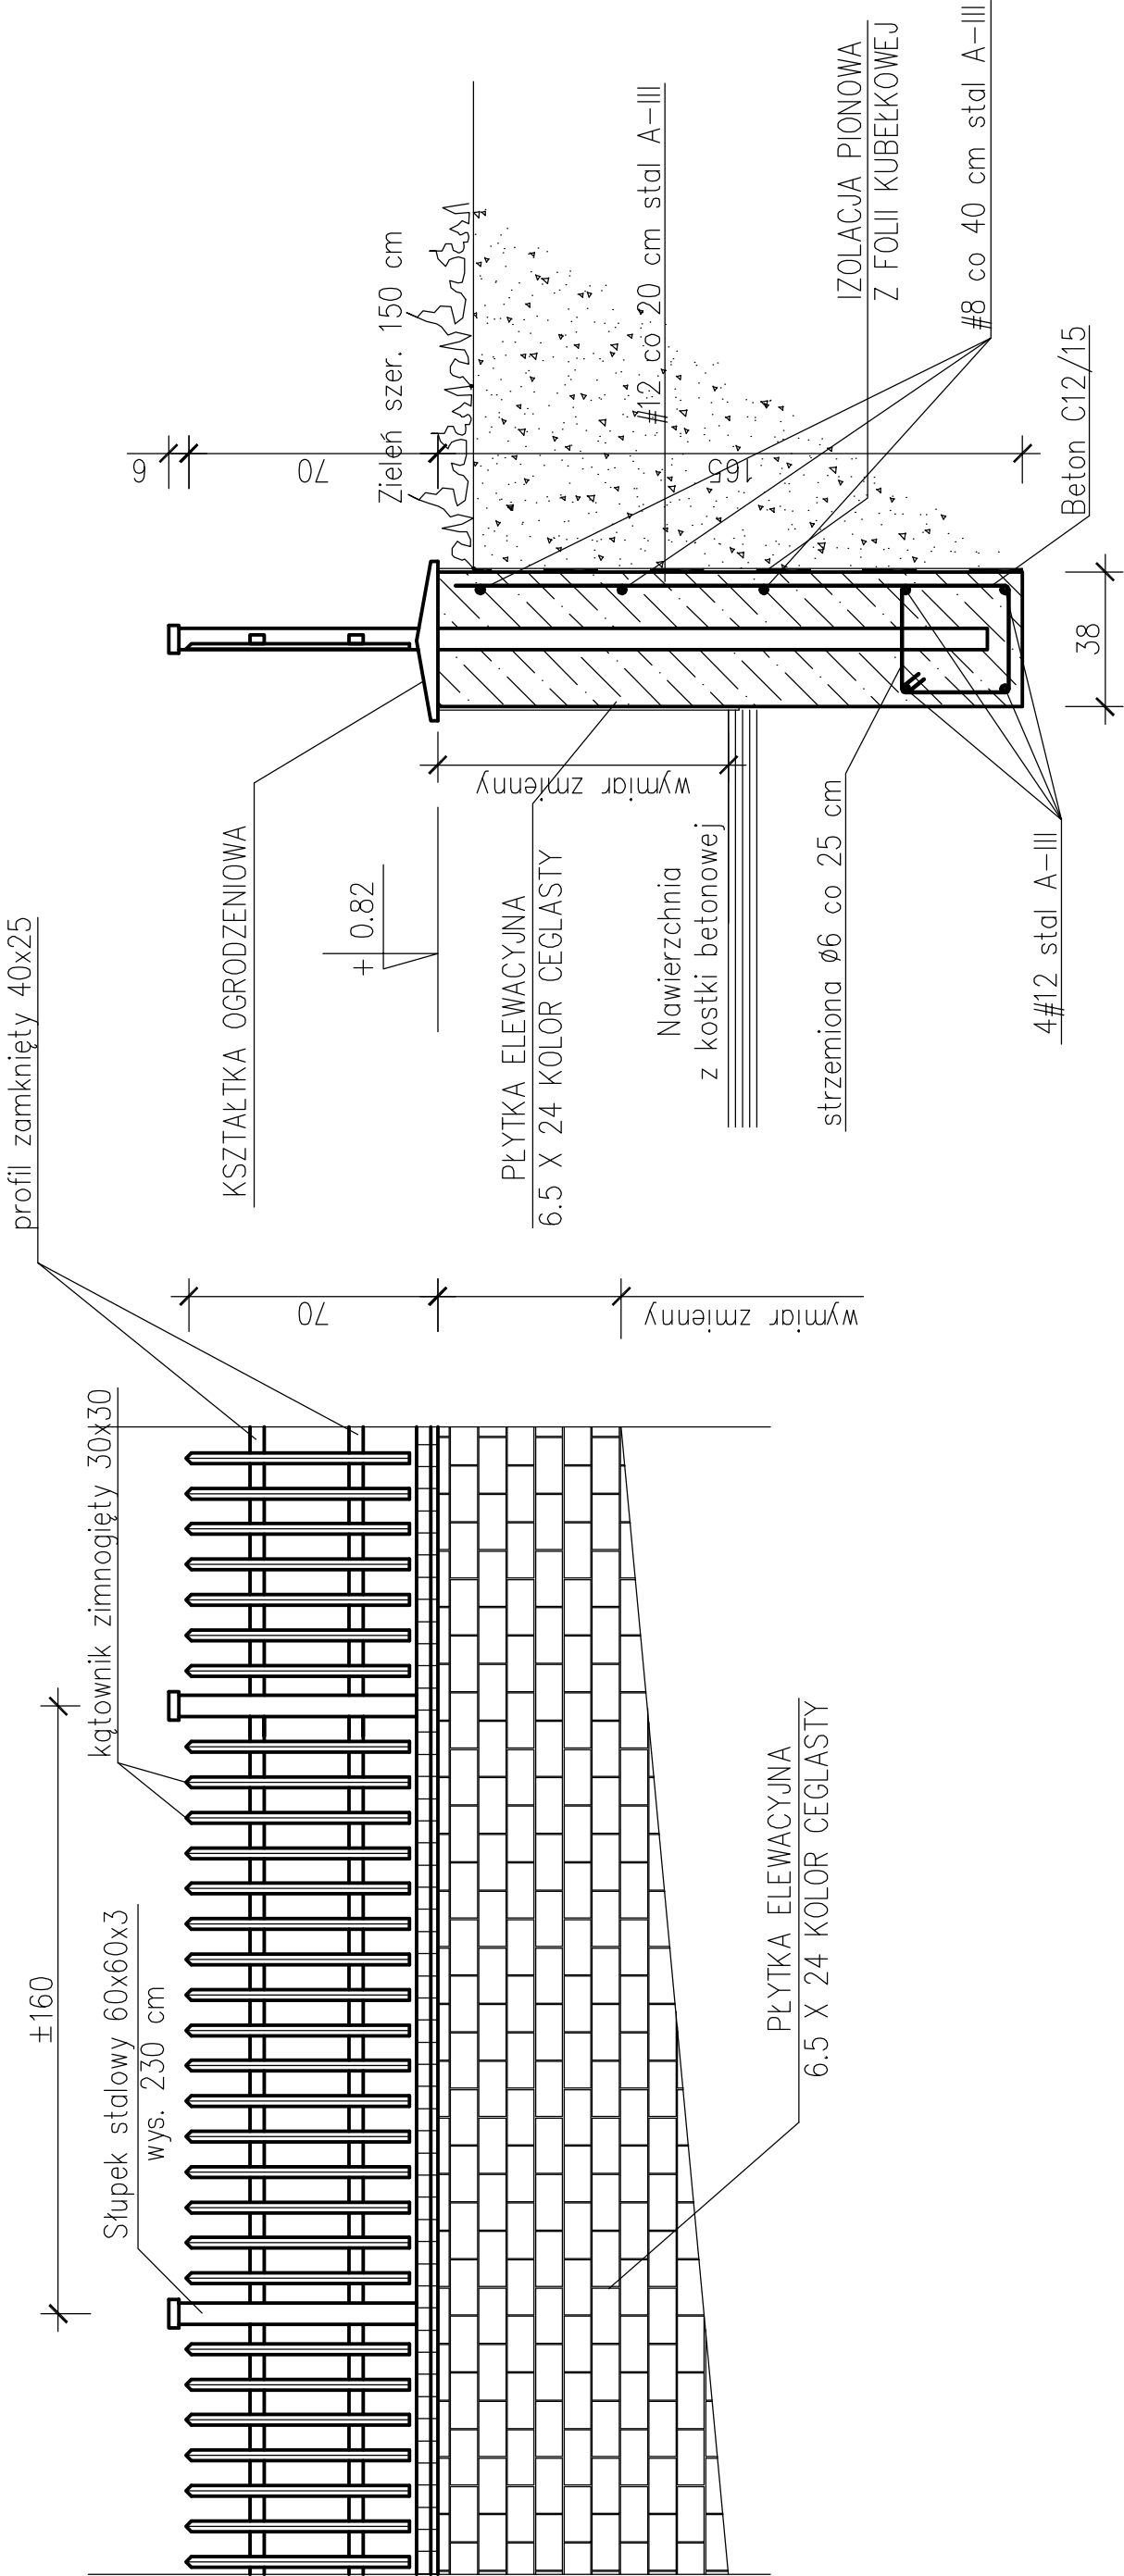 ±160
Słupek stalowy 60x60x3
wys. 230 cm
kątownik zimnogięty 30x30
profil zamknięty 40x25
70
wymiar zmienny
PŁYTKA ELEWACYJNA
6.5 X 24 KOLOR CEGLASTY
KSZTAŁTKA OGRODZENIOWA
+ 0.82
PŁYTKA ELEWACYJNA
6.5 X 24 KOLOR CEGLASTY
Nawierzchnia
z kostki betonowej
wymiar zmienny
strzemiona ø6 co 25 cm
4#12 stal A-III
38
6
70
165
Zieleń szer. 150 cm
#12 co 20 cm stal A-III
IZOLACJA PIONOWA
Z FOLII KUBEŁKOWEJ
#8 co 40 cm stal A-III
Beton C12/15